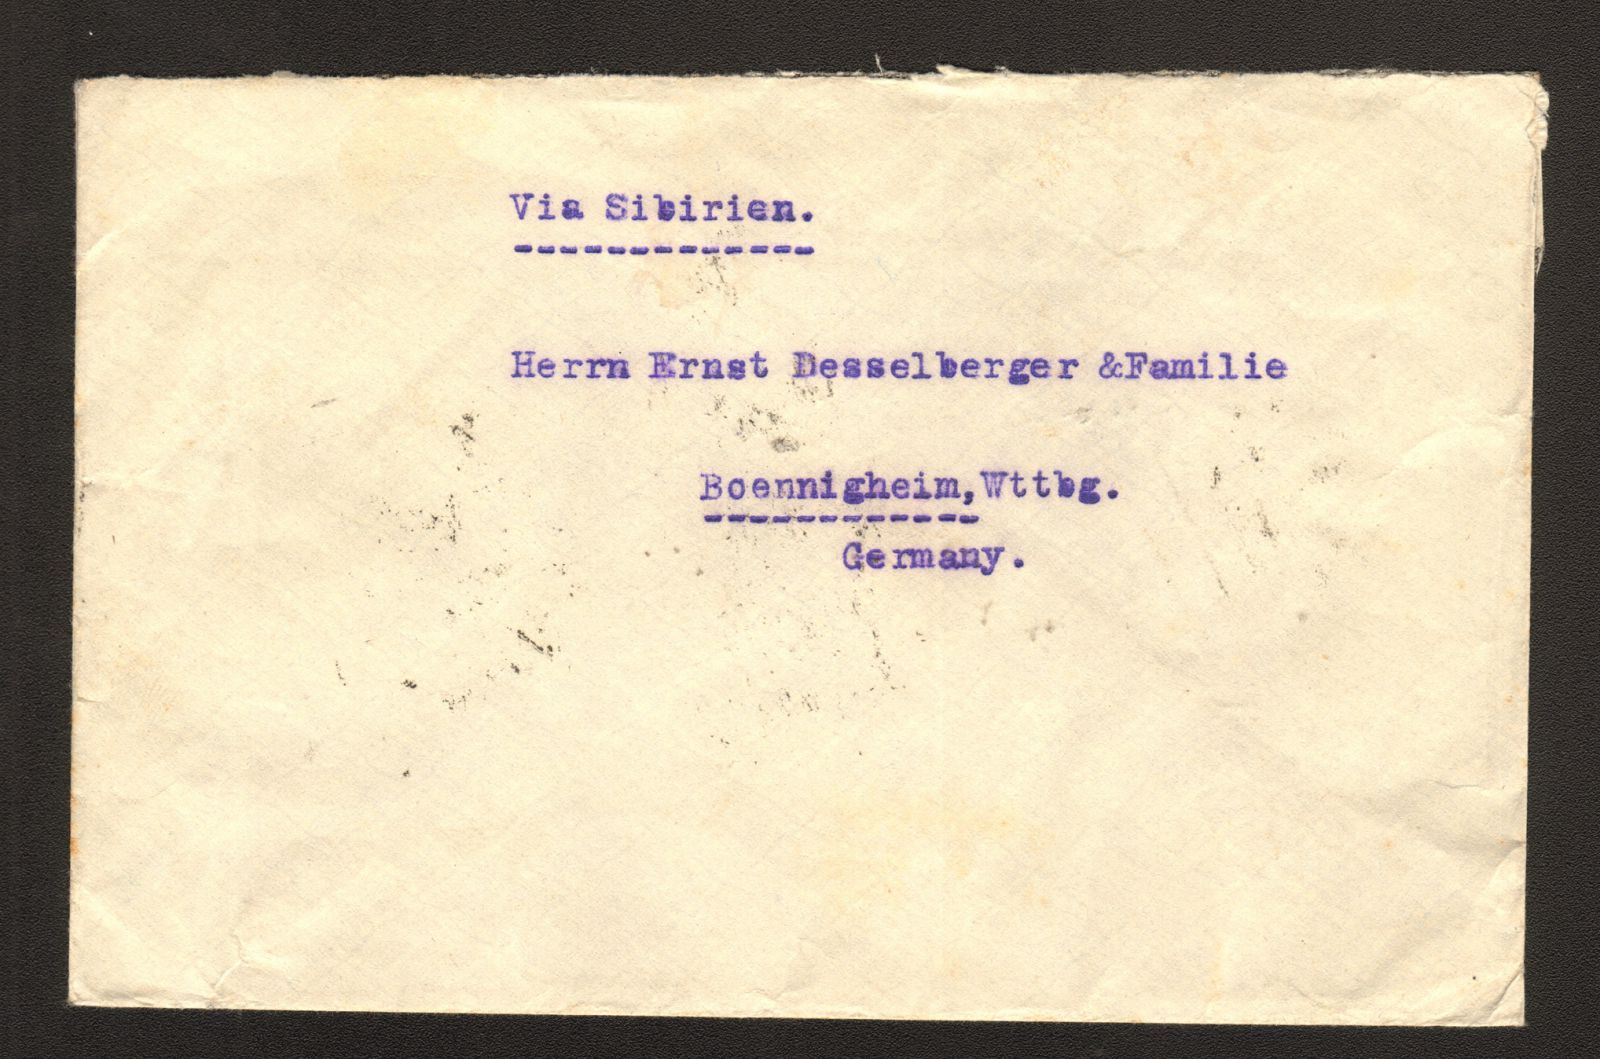 Via Sibirien.
-------------
Herrn Ernst Desselberger &Familie
Boennigheim,Wttbg.
------------
Germany.